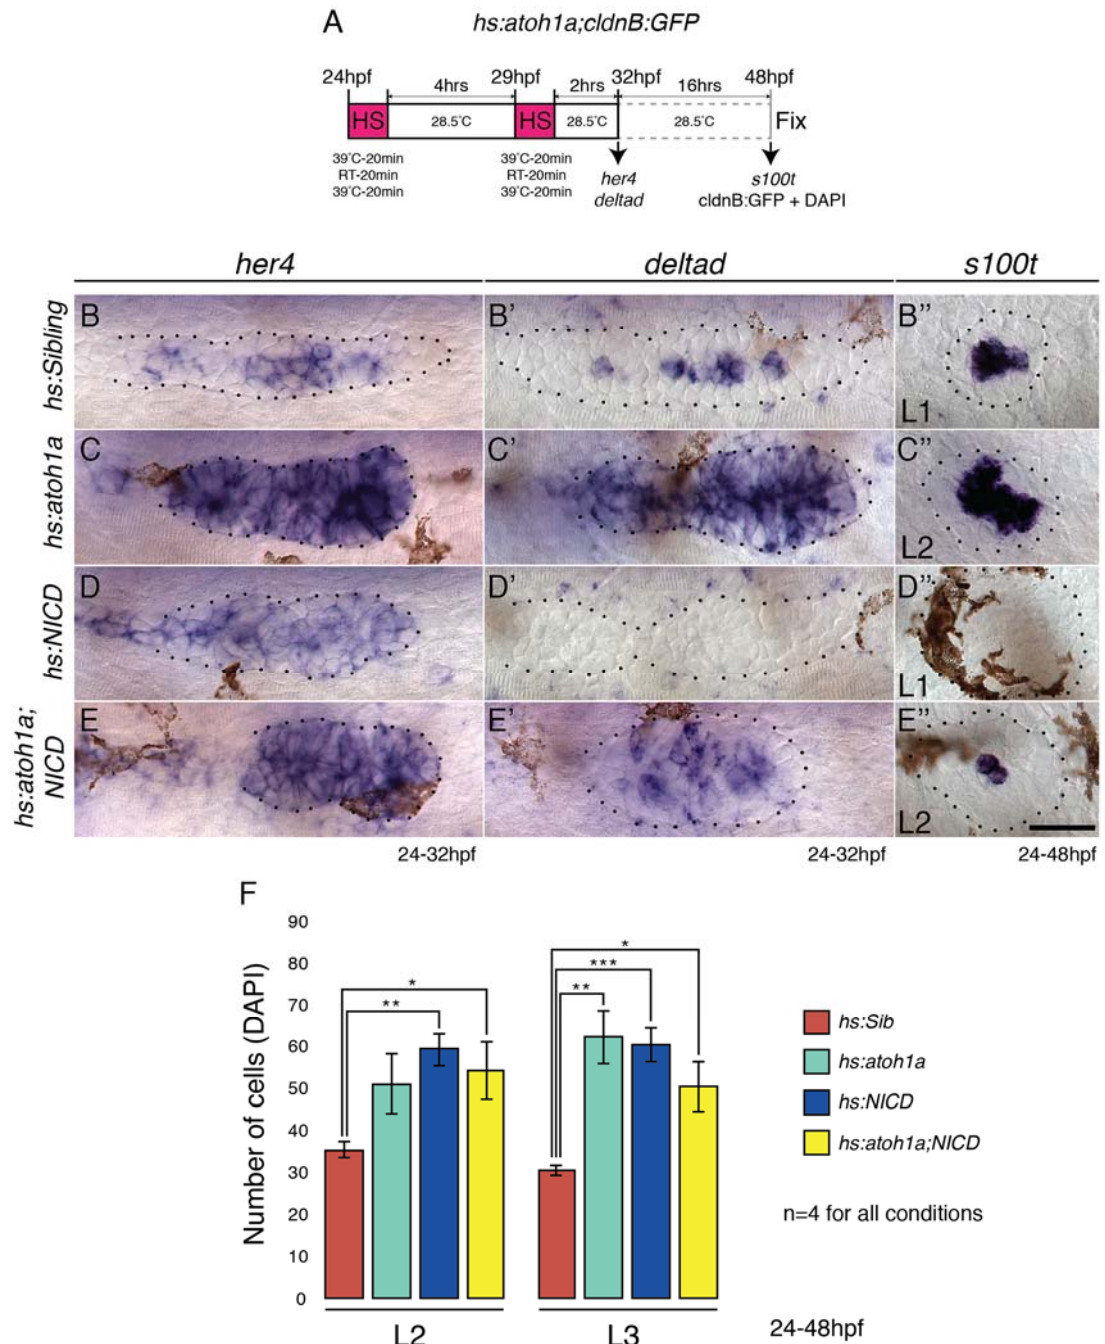 A
hs:atoh1a;cldnB:GFP
24hpf 4hrs 29hpf 2hrs 32hpf 16hrs 48hpf
HS 28.5°C HS 28.5°C 28.5°C Fix
39°C-20min 39°C-20min her4 s100t
RT-20min RT-20min deltad cldnB:GFP + DAPI
39°C-20min 39°C-20min
her4 deltad s100t
hs:Sibling
B B' B"
L1
hs:atoh1a
C C' C"
L2
hs:NICD
D D' D"
L1
hs:atoh1a;
NICD
E E' E"
L2
24-32hpf 24-32hpf 24-48hpf
F
Number of cells (DAPI)
90
80
70
60
50
40
30
20
10
0
* **
* *** **
hs:Sib
hs:atoh1a
hs:NICD
hs:atoh1a;NICD
n=4 for all conditions
L2 L3 24-48hpf